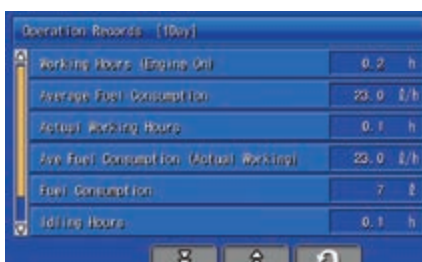 Operation Records [1Day]
Working Hours (Engine On) 0.2 h
Average Fuel Consumption 23.0 ℓ/h
Actual Working Hours 0.1 h
Ave Fuel Consumption (Actual Working) 23.0 ℓ/h
Fuel Consumption 7 ℓ
Idling Hours 0.1 h